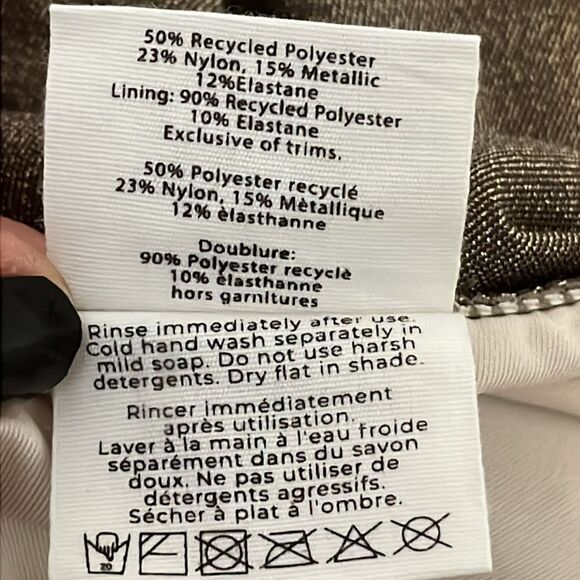 50% Recycled Polyester
23% Nylon, 15% Metallic
12%Elastane
Lining: 90% Recycled Polyester
10% Elastane
Exclusive of trims.
50% Polyester recyclé
23% Nylon, 15% Mètallique
12% èlasthanne
Doublure:
90% Polyester recyclè
10% èlasthanne
hors garnitures
Rinse immediately after use.
Cold hand wash separately in
mild soap. Do not use harsh
detergents. Dry flat in shade.
Rincer immédiatement
après utilisation.
Laver à la main à l'eau froide
séparément dans du savon
doux. Ne pas utiliser de
détergents agressifs.
Sécher à plat à l'ombre.
20